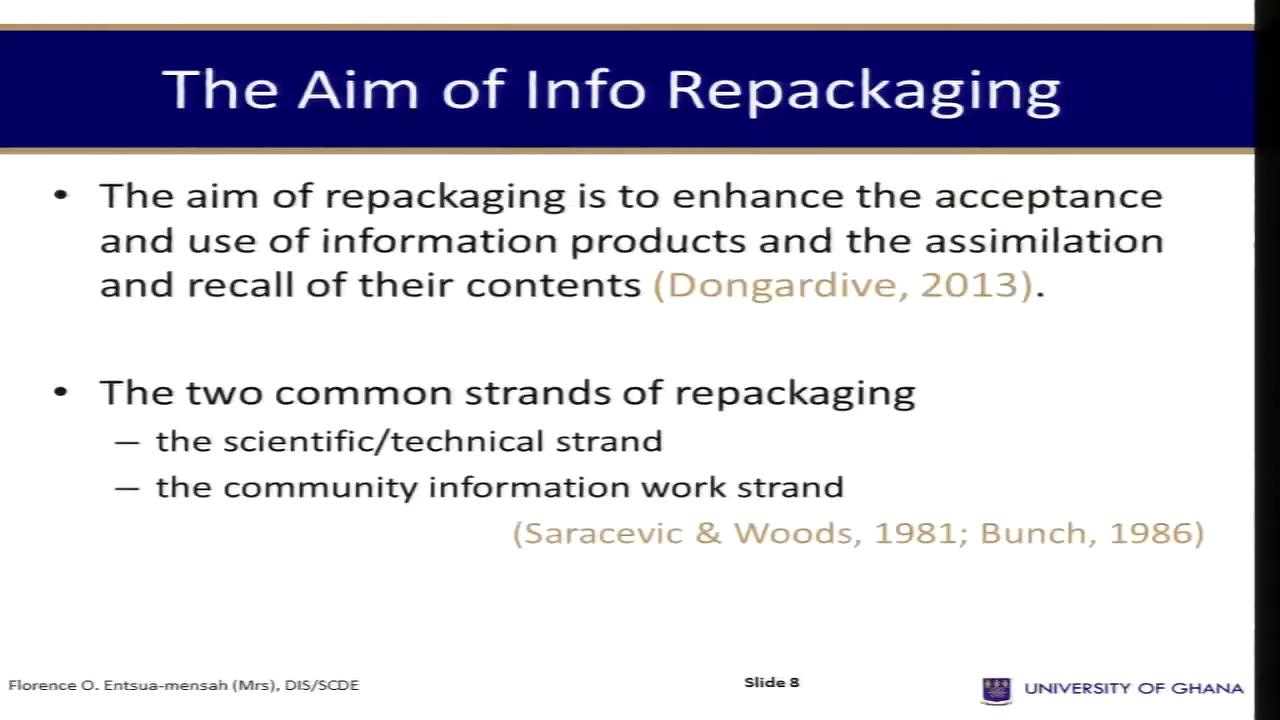 The Aim of Info Repackaging
• The aim of repackaging is to enhance the acceptance
and use of information products and the assimilation
and recall of their contents (Dongardive, 2013).
• The two common strands of repackaging
– the scientific/technical strand
– the community information work strand
(Saracevic & Woods, 1981; Bunch, 1986)
Florence O. Entsua-mensah (Mrs), DIS/SCDE
Slide 8
UNIVERSITY OF GHANA